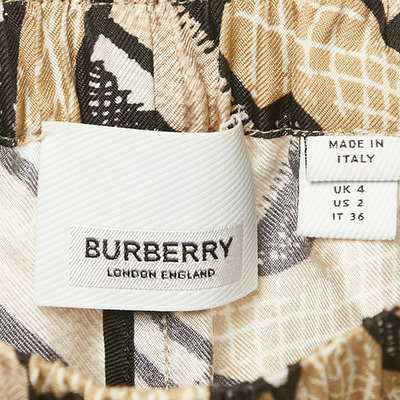 BURBERRY
LONDON ENGLAND
MADE IN
ITALY
UK 4
US 2
IT 36